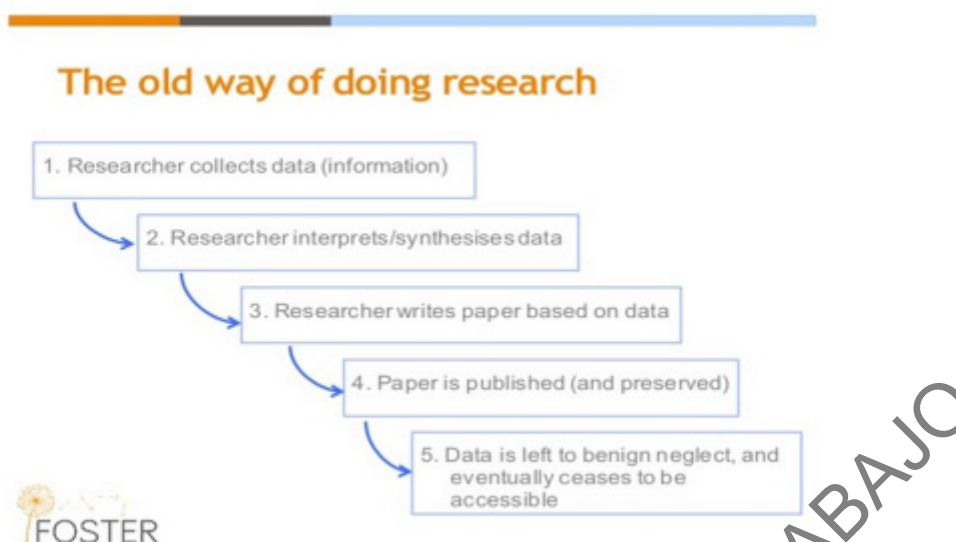 The old way of doing research
1. Researcher collects data (information)
2. Researcher interprets/synthesises data
3. Researcher writes paper based on data
4. Paper is published (and preserved)
5. Data is left to benign neglect, and
eventually ceases to be
accessible
FOSTER
ABAJO